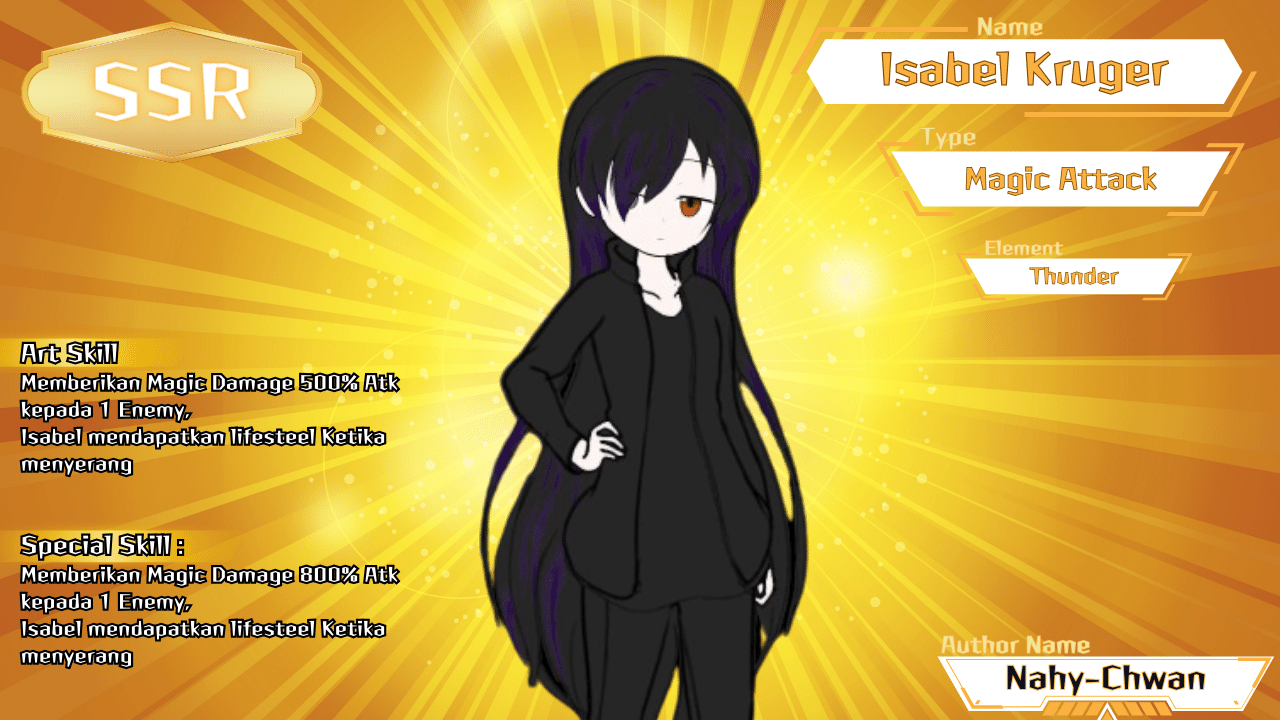 SSR
Name
Isabel Kruger
Type
Magic Attack
Element
Thunder
Art Skill
Memberikan Magic Damage 500% Atk
kepada 1 Enemy,
Isabel mendapatkan lifesteel Ketika
menyerang
Special Skill :
Memberikan Magic Damage 800% Atk
kepada 1 Enemy,
Isabel mendapatkan lifesteel Ketika
menyerang
Author Name
Nahy-Chwan